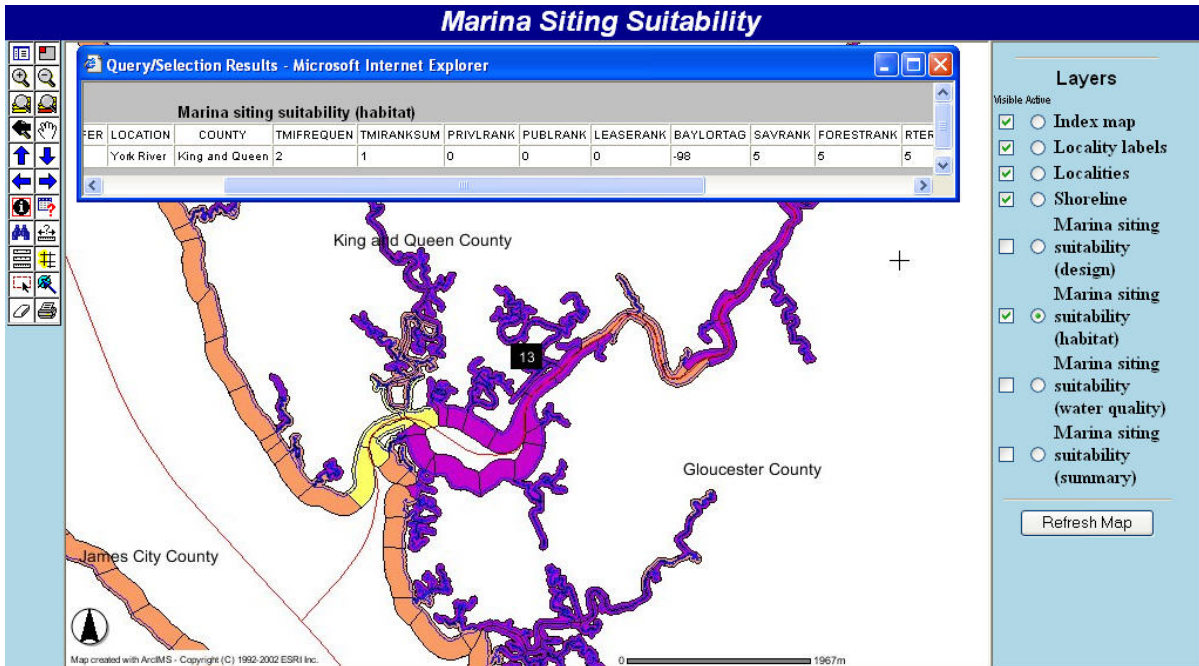 Marina Siting Suitability
Query/Selection Results - Microsoft Internet Explorer
Marina siting suitability (habitat)
FER LOCATION COUNTY TMIFREQUEN TMIRANKSUM PRIVLRANK PUBLRANK LEASERANK BAYLORTAG SAVRANK FORESTRANK RTER
York River King and Queen 2 1 0 0 0 -98 5 5 5
King and Queen County
13
Gloucester County
James City County
Map created with ArcIMS - Copyright (C) 1992-2002 ESRI Inc.
0 1967m
Layers
Visible Active
Index map
Locality labels
Localities
Shoreline
Marina siting
suitability
(design)
Marina siting
suitability
(habitat)
Marina siting
suitability
(water quality)
Marina siting
suitability
(summary)
Refresh Map